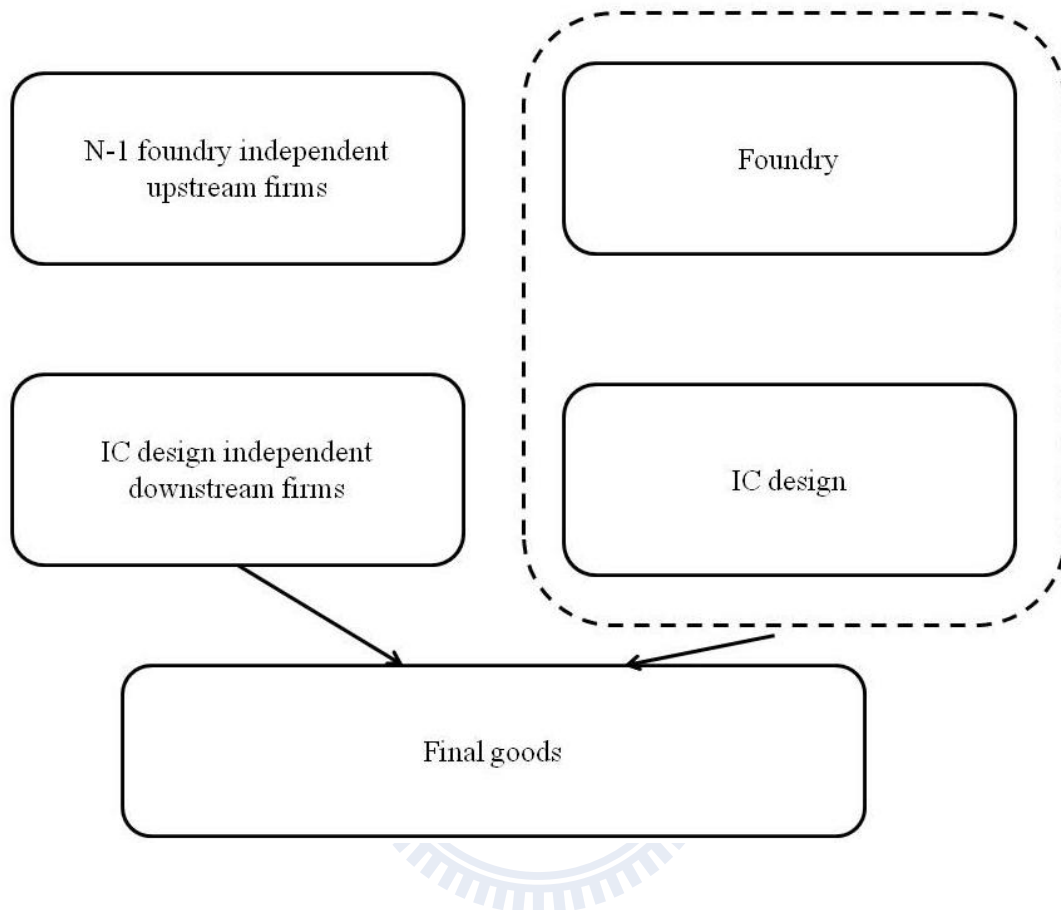 N-1 foundry independent
upstream firms
Foundry
IC design independent
downstream firms
IC design
Final goods